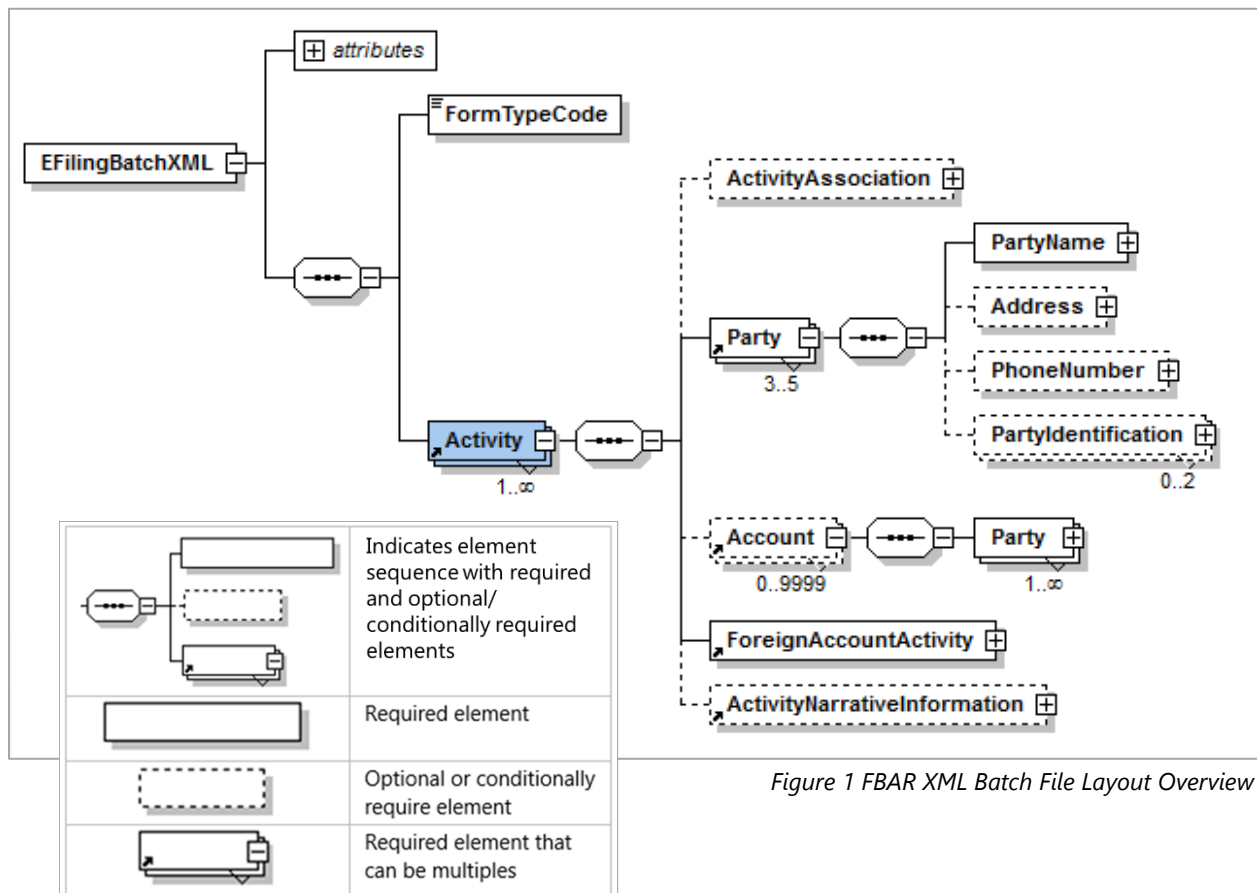 attributes
FormTypeCode
EFilingBatchXML
ActivityAssociation
PartyName
Address
Party
3..5
PhoneNumber
PartyIdentification
0..2
Activity
1..∞
Account
0..9999
Party
1..∞
ForeignAccountActivity
ActivityNarrativeInformation
Indicates element
sequence with required
and optional/
conditionally required
elements
Required element
Optional or conditionally
require element
Required element that
can be multiples
Figure 1 FBAR XML Batch File Layout Overview